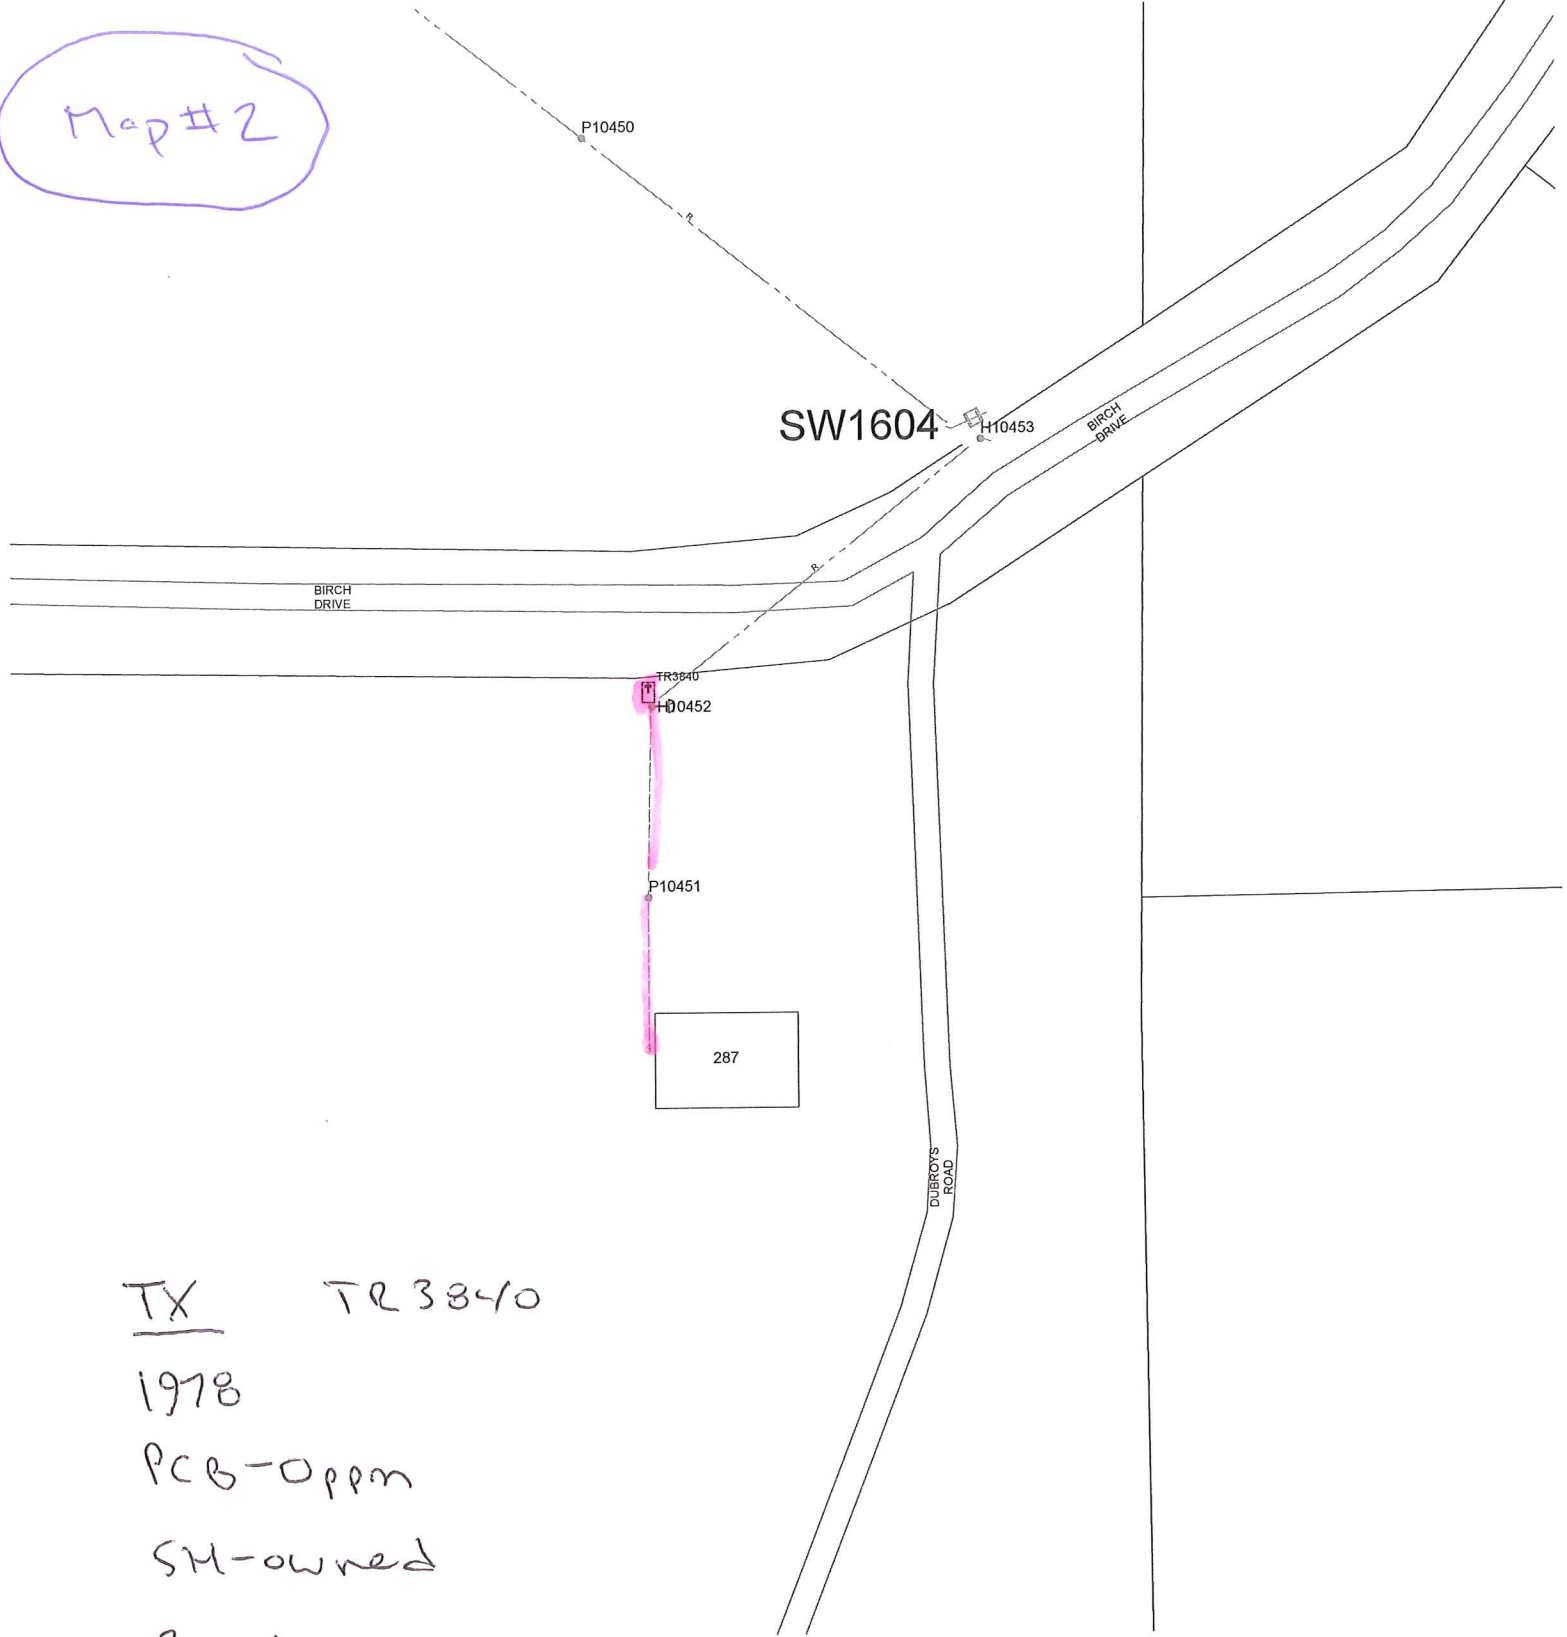 Map #2
P10450
R
SW1604
H10453
BIRCH
DRIVE
R
BIRCH
DRIVE
TR3840
T
H10452
P10451
287
DUBROYS
ROAD
TX TR3840
1978
PCB-0ppm
SH-owned